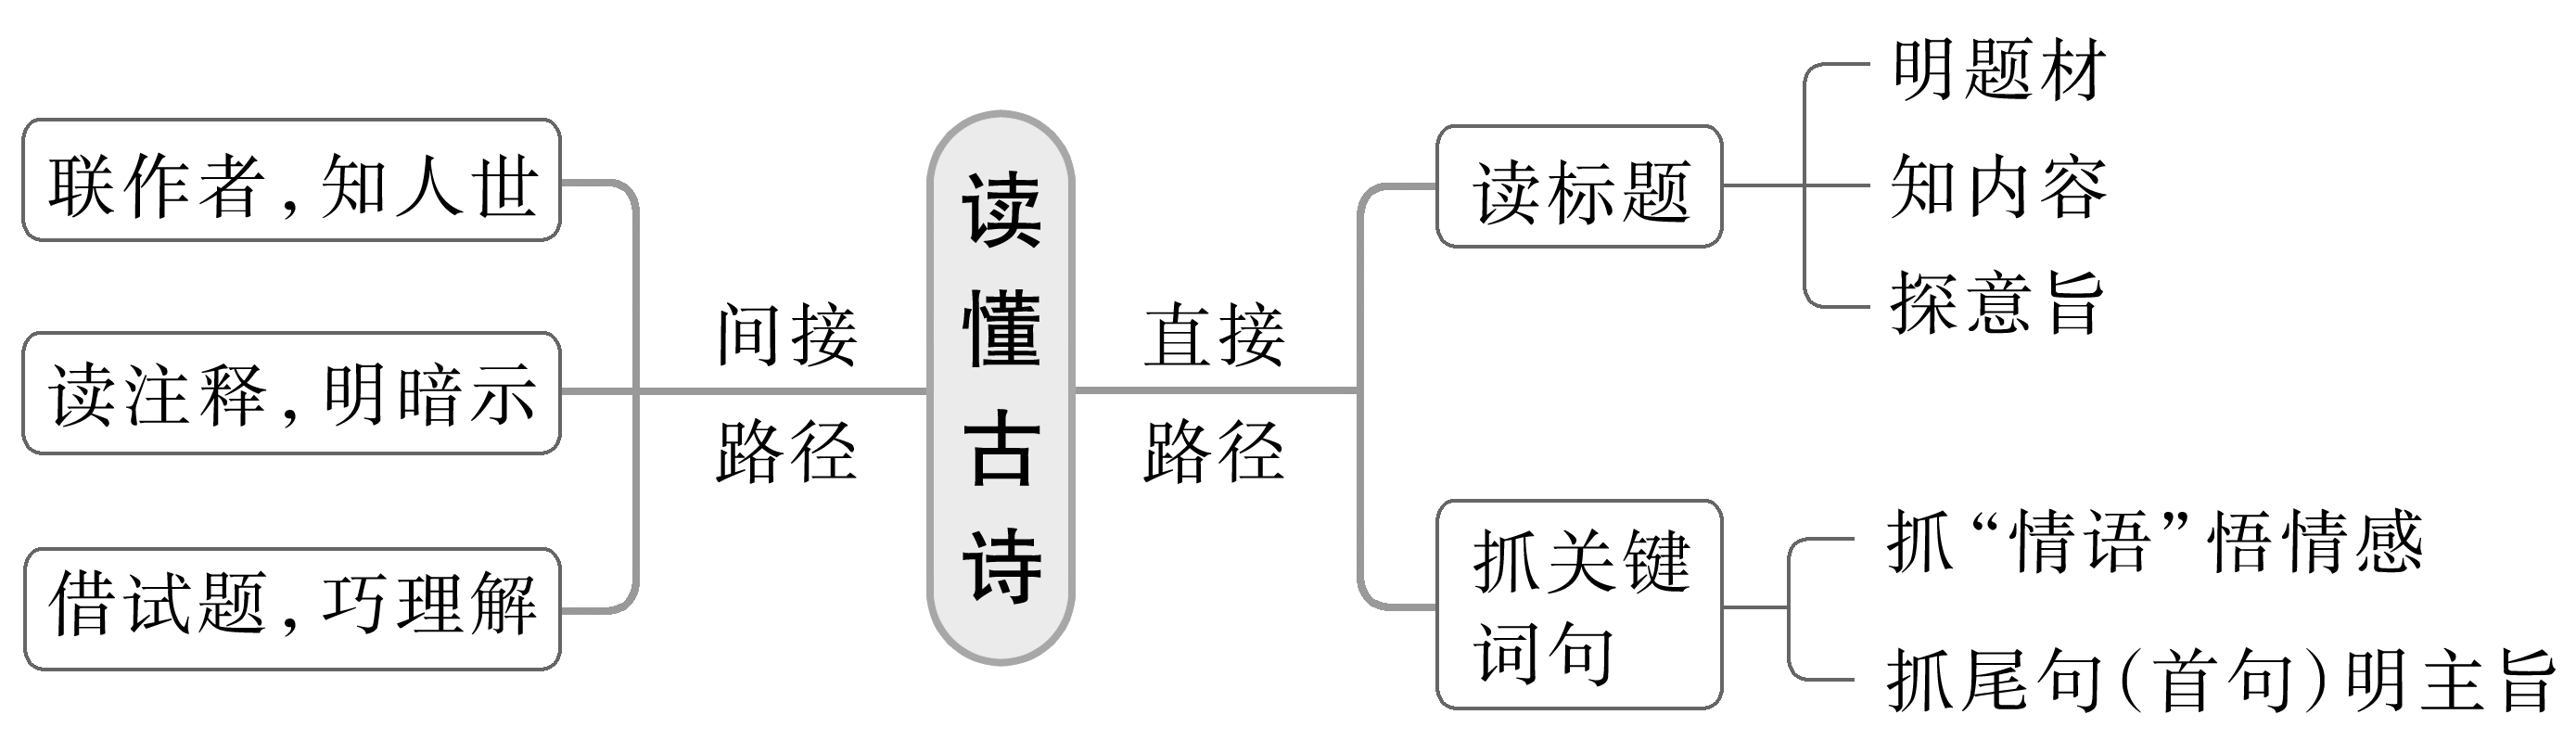 联作者，知人世
读注释，明暗示
借试题，巧理解
间接
路径
读
懂
古
诗
直接
路径
读标题
明题材
知内容
探意旨
抓关键
词句
抓“情语”悟情感
抓尾句(首句)明主旨